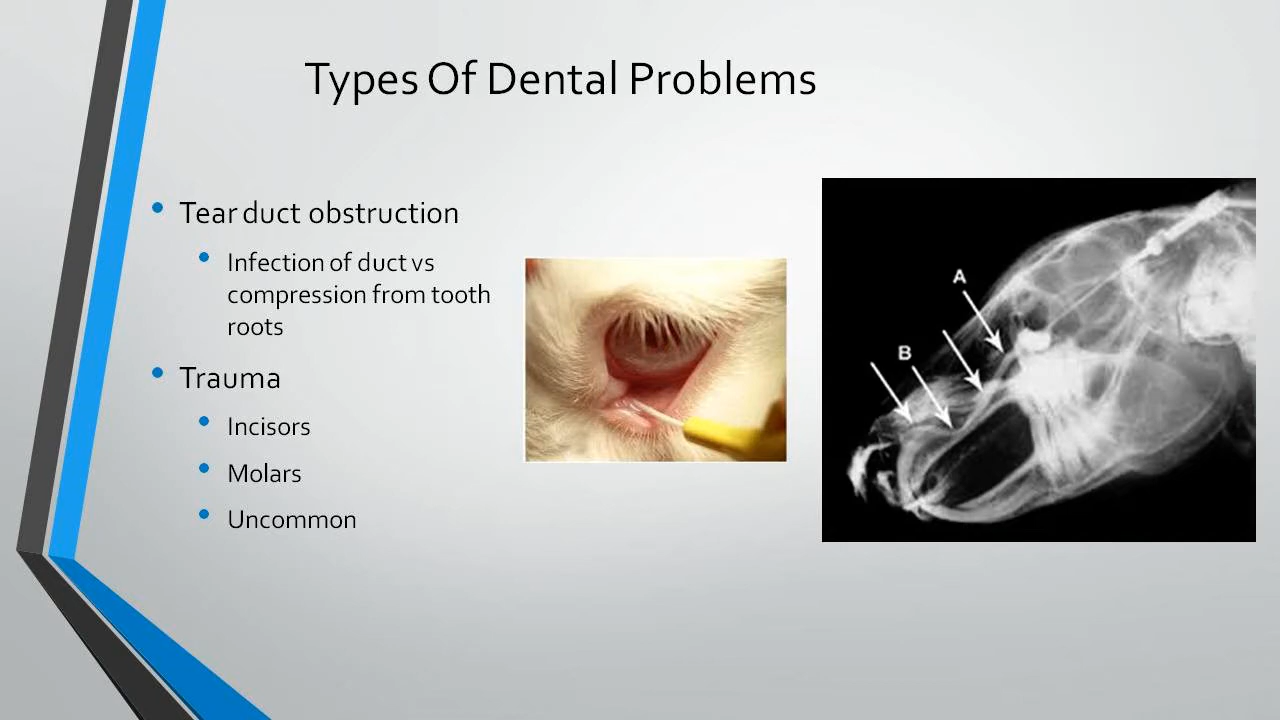 Types Of Dental Problems
• Tear duct obstruction
• Infection of duct vs
compression from tooth
roots
• Trauma
• Incisors
• Molars
• Uncommon
A
B